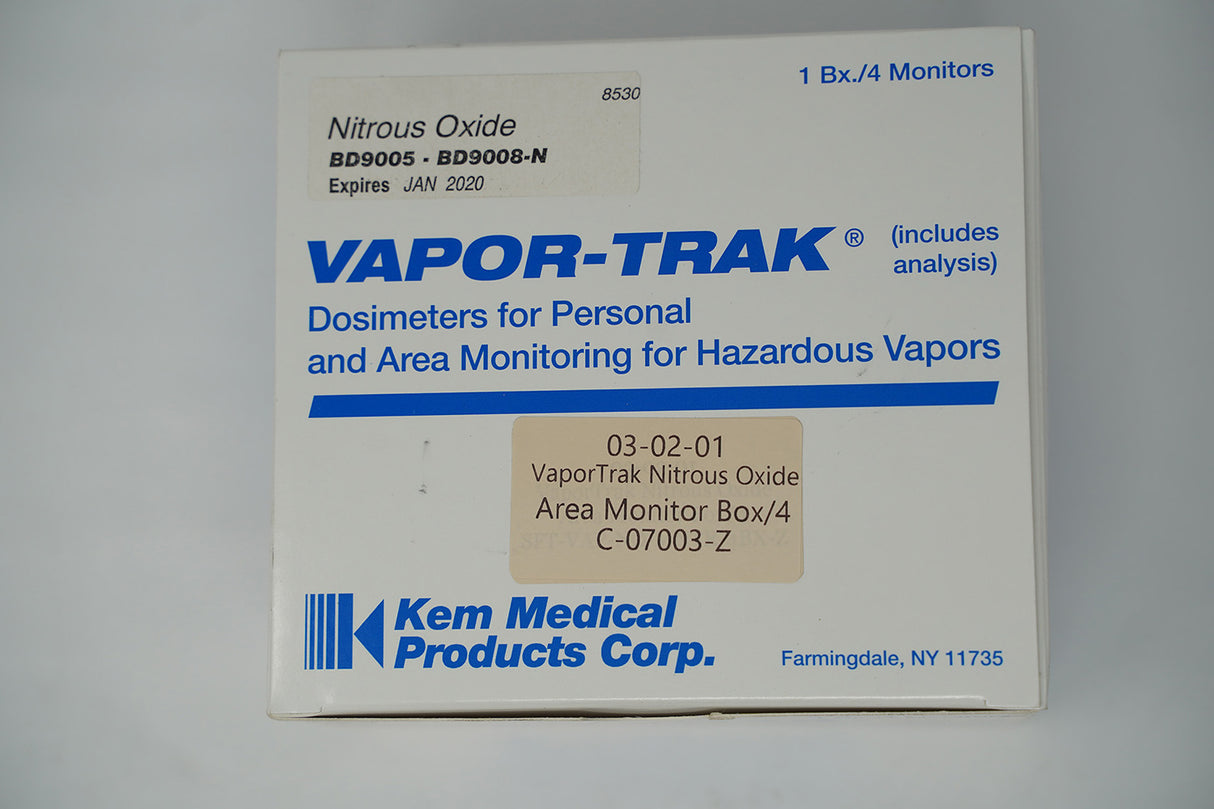 1 Bx./4 Monitors
8530
Nitrous Oxide
BD9005 - BD9008-N
Expires JAN 2020
VAPOR-TRAK® (includes
analysis)
Dosimeters for Personal
and Area Monitoring for Hazardous Vapors
03-02-01
VaporTrak Nitrous Oxide
Area Monitor Box/4
C-07003-Z
Kem Medical
Products Corp.
Farmingdale, NY 11735